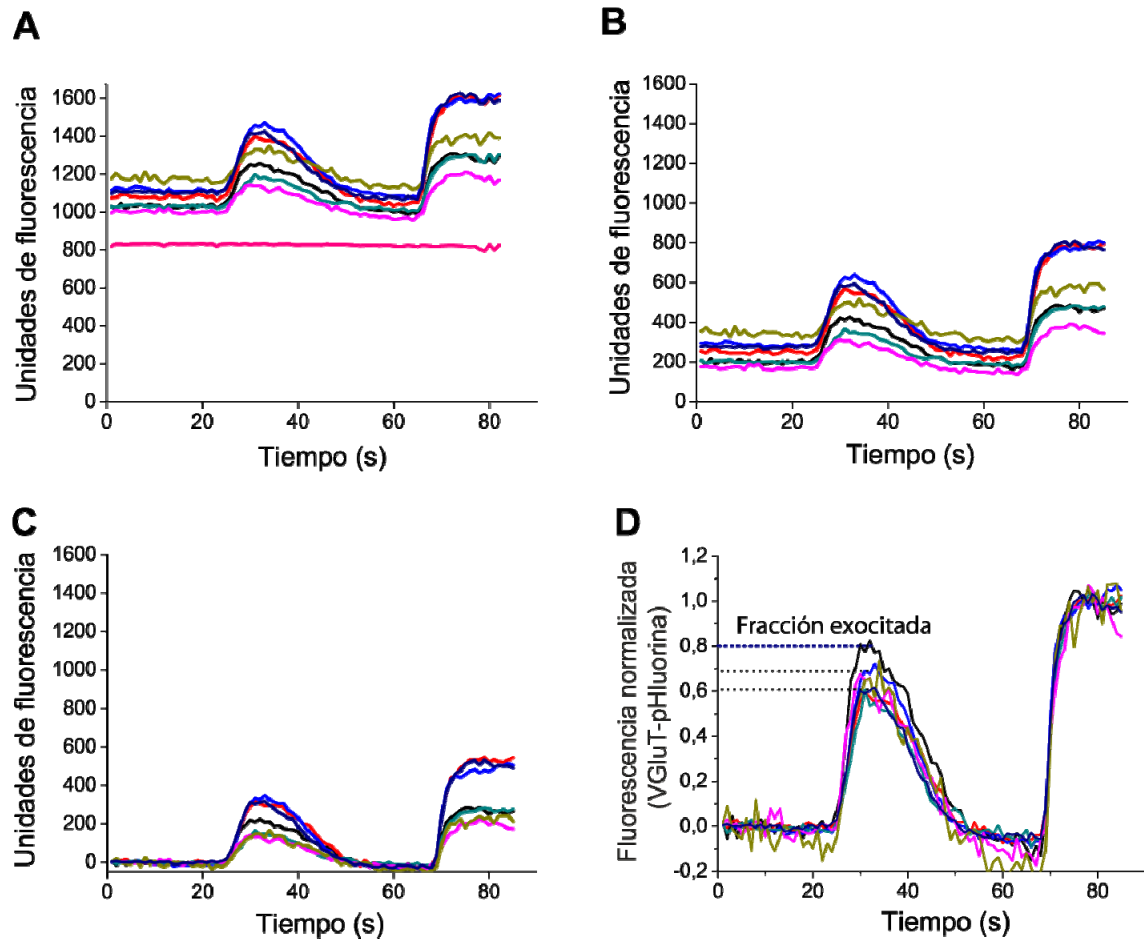 A
Unidades de fluorescencia
1600
1400
1200
1000
800
600
400
200
0
0 20 40 60 80
Tiempo (s)
B
Unidades de fluorescencia
1600
1400
1200
1000
800
600
400
200
0
0 20 40 60 80
Tiempo (s)
C
Unidades de fluorescencia
1600
1400
1200
1000
800
600
400
200
0
0 20 40 60 80
Tiempo (s)
D
Fluorescencia normalizada
(VGluT-pHluorina)
1,2
1,0
0,8
0,6
0,4
0,2
0,0
-0,2
Fracción exocitada
0 20 40 60 80
Tiempo (s)